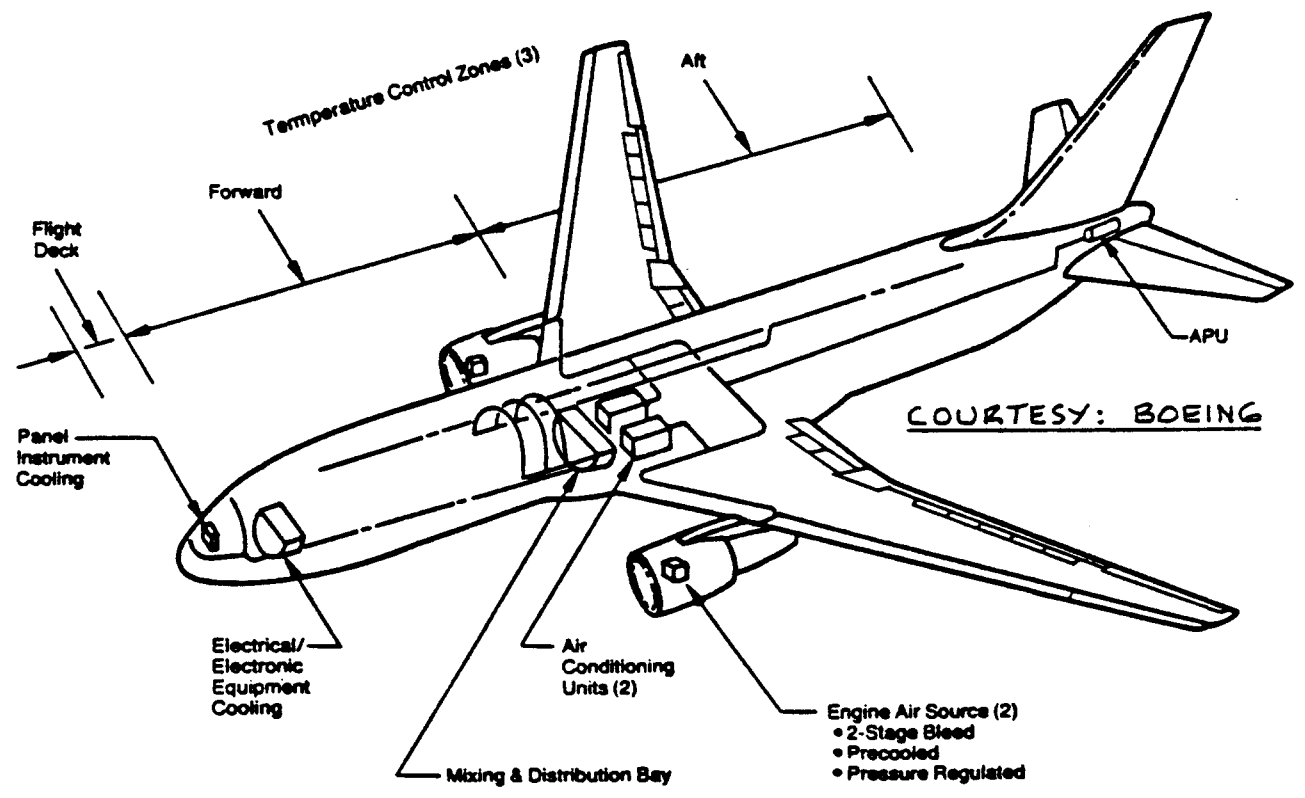 Termperature Control Zones (3)
Aft
Forward
Flight
Deck
APU
COURTESY: BOEING
Panel
Instrument
Cooling
Electrical/
Electronic
Equipment
Cooling
Air
Conditioning
Units (2)
Engine Air Source (2)
• 2-Stage Bleed
• Precooled
• Pressure Regulated
Mixing & Distribution Bay